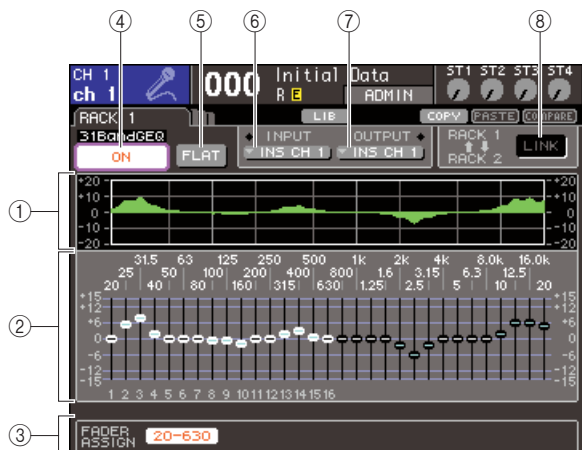 ④ ⑤ ⑥ ⑦ ⑧
CH 1
ch 1
000
Initial Data
R E
ADMIN
ST1 ST2 ST3 ST4
RACK 1
LIB
COPY PASTE COMPARE
31BandGEQ
ON
FLAT
INPUT
INS CH 1
OUTPUT
INS CH 1
RACK 1
RACK 2
LINK
①
+20 +20
+10 +10
0 0
-10 -10
-20 -20
②
31.5 63 125 250 500 1k 2k 4k 8.0k 16.0k
25 50 100 200 400 800 1.6 3.15 6.3 12.5
20 40 80 160 315 630 1.25 2.5 5 10 20
+15 +15
+12 +12
+6 +6
0 0
-6 -6
-12 -12
-15 -15
1 2 3 4 5 6 7 8 9 10 11 12 13 14 15 16
③
FADER
ASSIGN
20-630